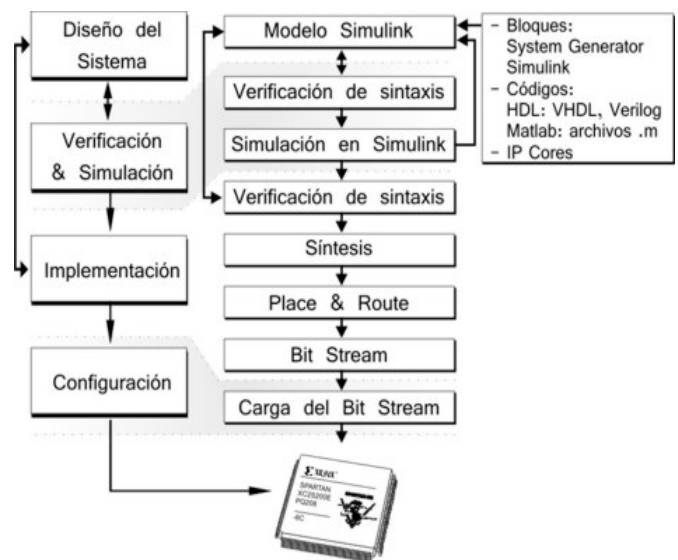 Diseño del
Sistema
Verificación
& Simulación
Implementación
Configuración
Modelo Simulink
Verificación de sintaxis
Simulación en Simulink
Verificación de sintaxis
Síntesis
Place & Route
Bit Stream
Carga del Bit Stream
- Bloques:
System Generator
Simulink
- Códigos:
HDL: VHDL, Verilog
Matlab: archivos .m
- IP Cores
XILINX
SPARTAN
XC2S200E
PQ208
-6C